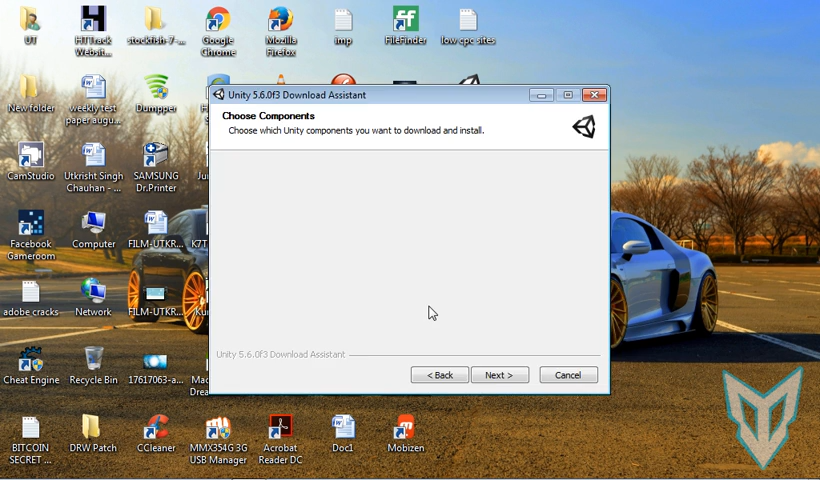 UT
HTTrack
Websit...
stockfish-7-...
Google
Chrome
Mozilla
Firefox
imp
FileFinder
low cpc sites
New folder
weekly test
paper augu...
Dumpper
Unity 5.6.0f3 Download Assistant
Choose Components
Choose which Unity components you want to download and install.
CamStudio
Utkrisht Singh
Chauhan - ...
SAMSUNG
Dr.Printer
Facebook
Gameroom
Computer
FILM-UTKR...
K7T
adobe cracks
Network
FILM-UTKR...
Unity 5.6.0f3 Download Assistant
< Back
Next >
Cancel
Cheat Engine
Recycle Bin
17617063-a...
Mac
Drea
BITCOIN
SECRET ...
DRW Patch
CCleaner
MMX354G 3G
USB Manager
Acrobat
Reader DC
Doc1
Mobizen